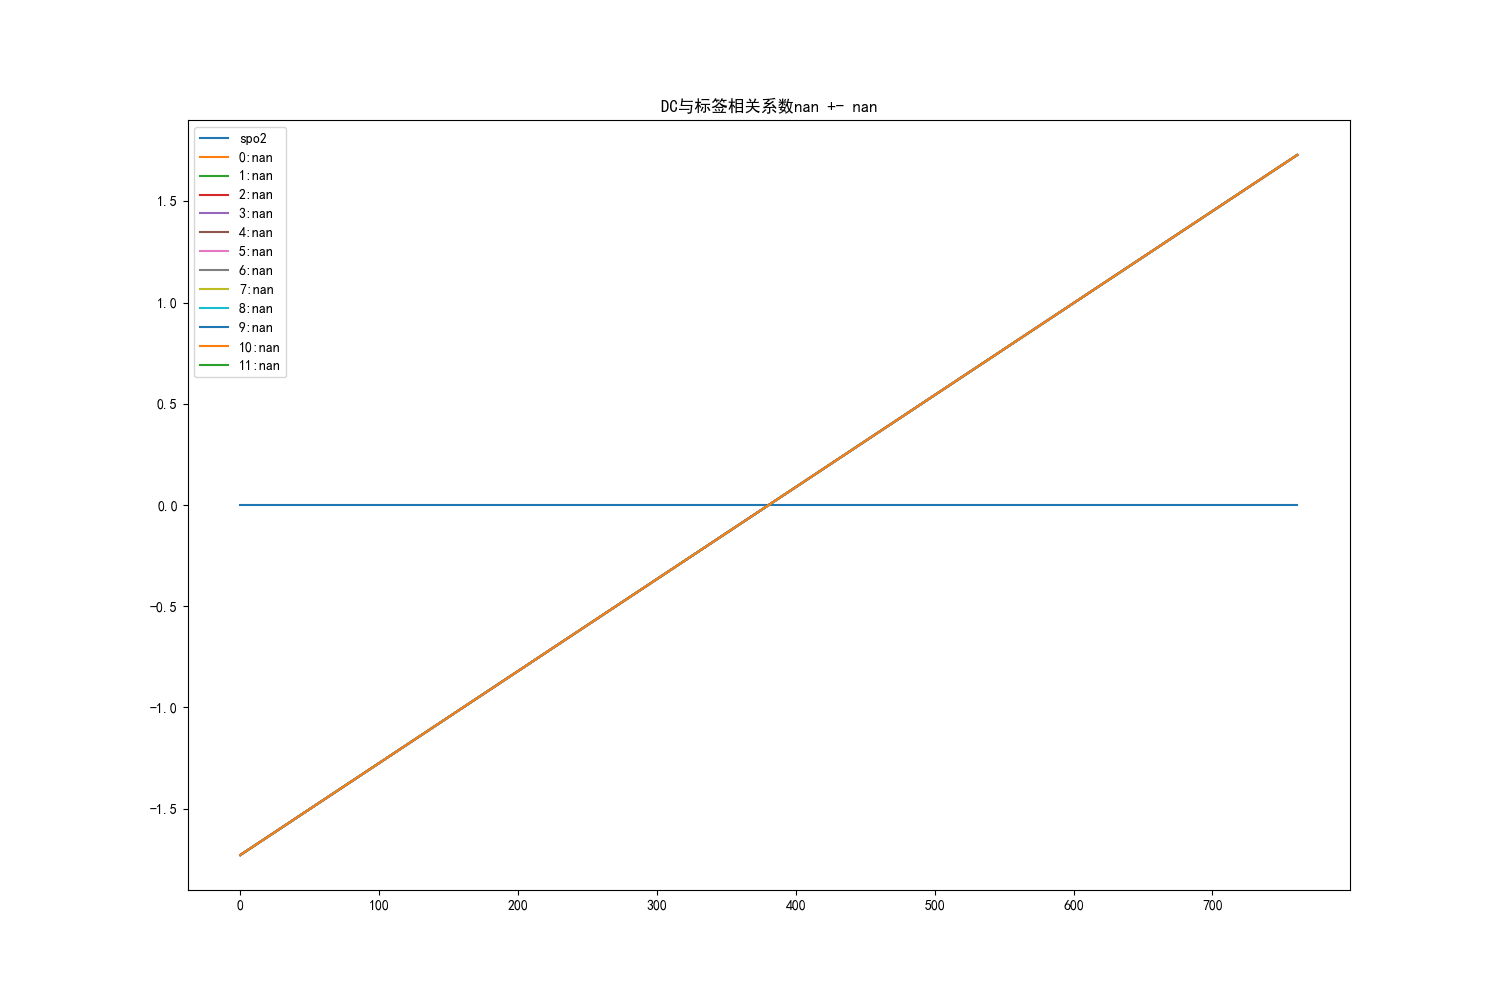 DC与标签相关系数nan +- nan
spo2
0:nan
1:nan
2:nan
3:nan
4:nan
5:nan
6:nan
7:nan
8:nan
9:nan
10:nan
11:nan
1.5
1.0
0.5
0.0
-0.5
-1.0
-1.5
0 100 200 300 400 500 600 700